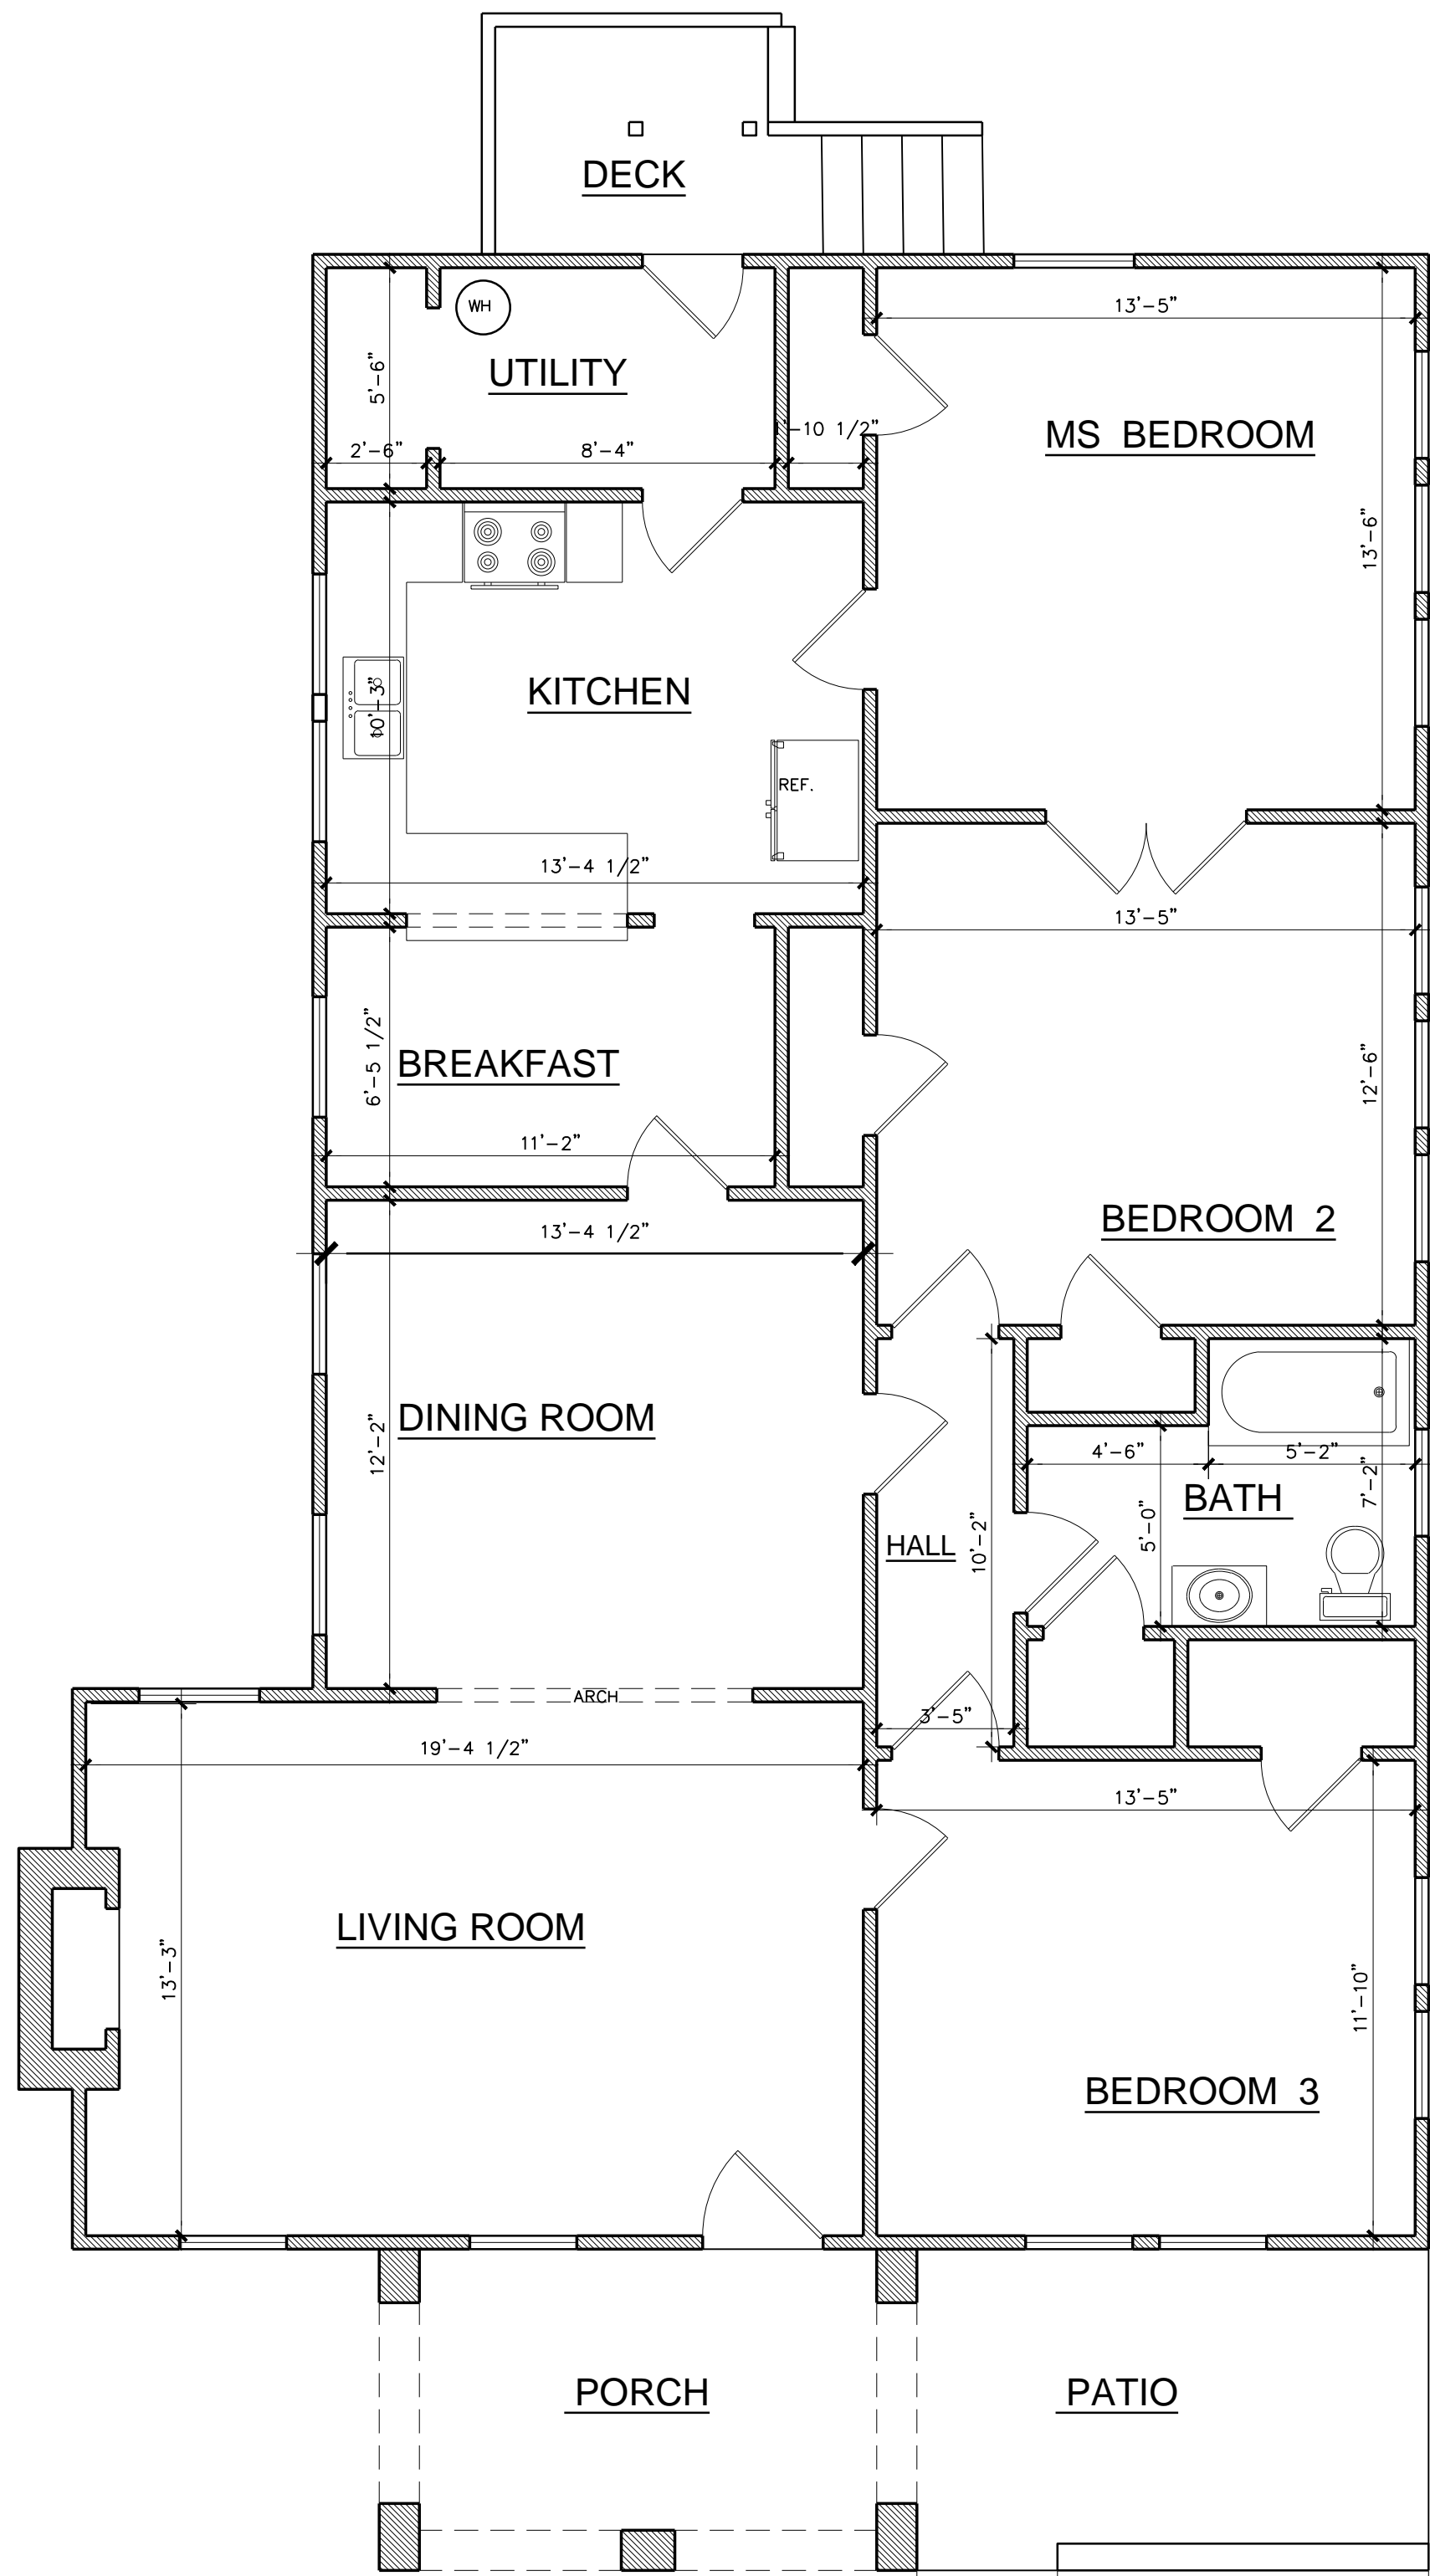 DECK
WH
13'-5"
UTILITY
5'-6"
MS BEDROOM
2'-6"
8'-4"
1'-10 1/2"
13'-6"
KITCHEN
10'-3"
REF.
13'-4 1/2"
13'-5"
BREAKFAST
6'-5 1/2"
12'-6"
11'-2"
BEDROOM 2
13'-4 1/2"
DINING ROOM
12'-2"
4'-6"
5'-2"
7'-2"
BATH
5'-0"
HALL
10'-2"
ARCH
3'-5"
19'-4 1/2"
13'-5"
LIVING ROOM
13'-3"
11'-10"
BEDROOM 3
PORCH
PATIO